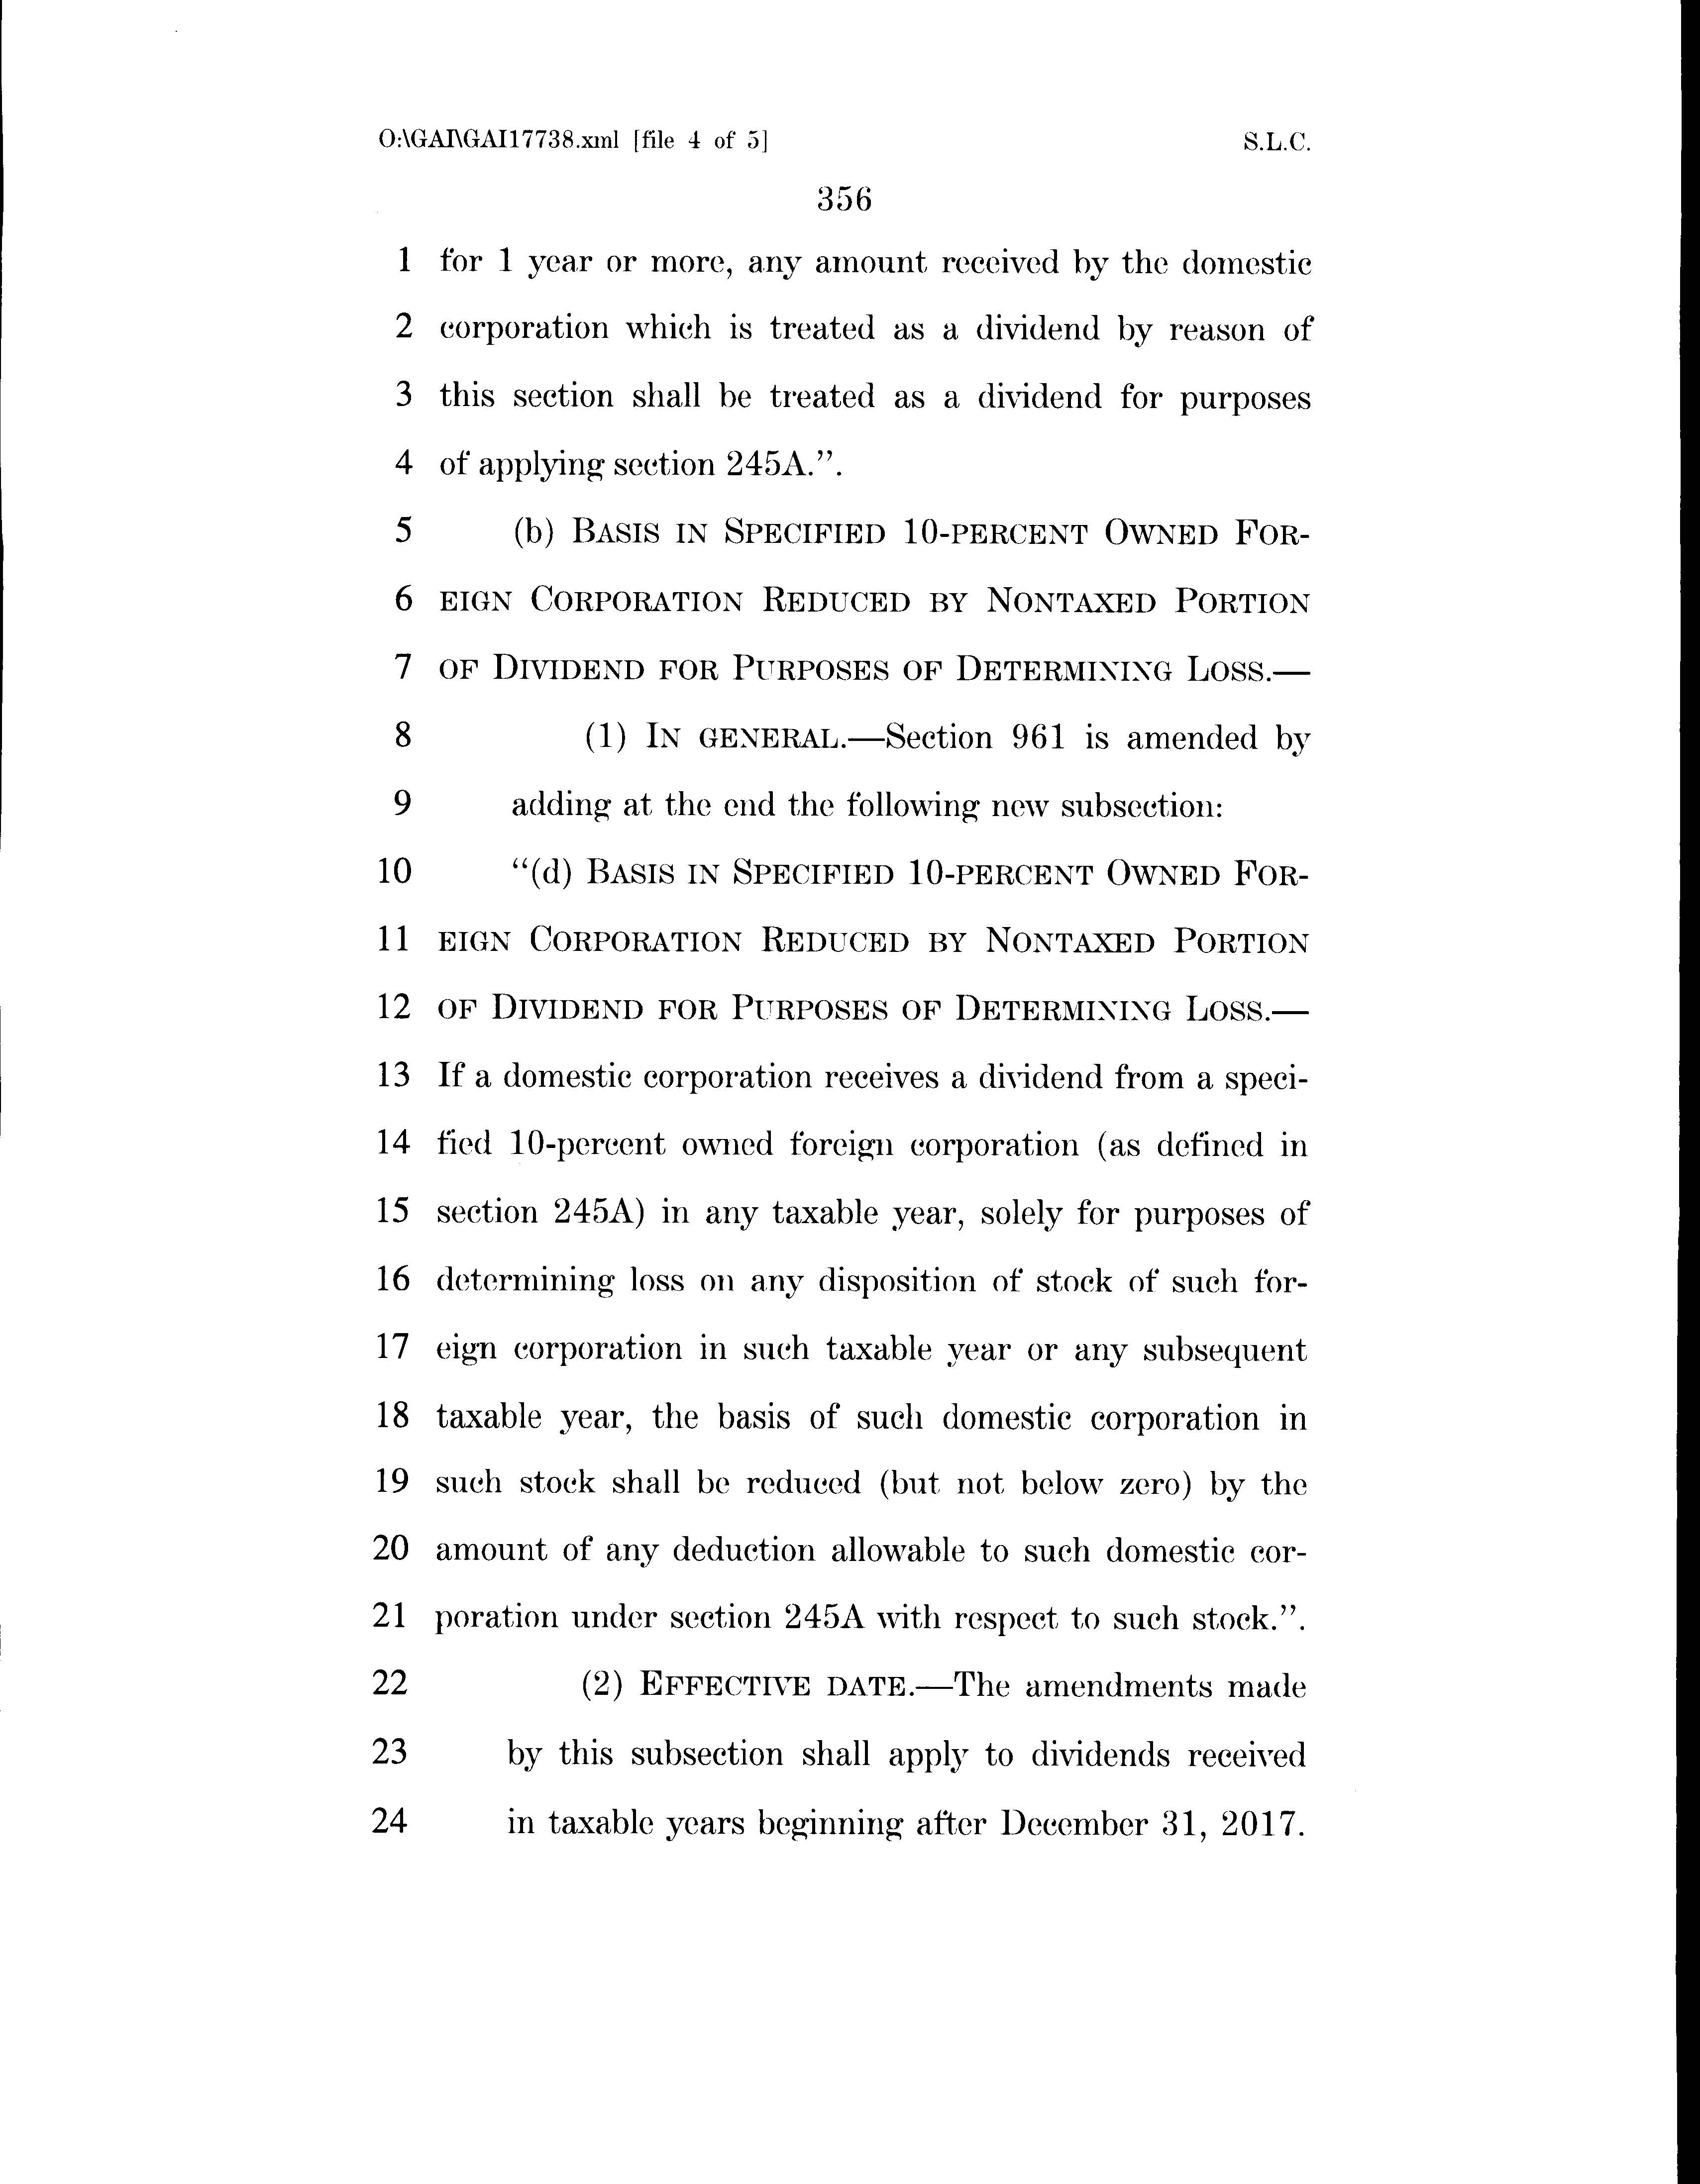 O:\GAI\GAI17738.xml [file 4 of 5] S.L.C.
356
1 for 1 year or more, any amount received by the domestic
2 corporation which is treated as a dividend by reason of
3 this section shall be treated as a dividend for purposes
4 of applying section 245A.”.
5 (b) BASIS IN SPECIFIED 10-PERCENT OWNED FOR-
6 EIGN CORPORATION REDUCED BY NONTAXED PORTION
7 OF DIVIDEND FOR PURPOSES OF DETERMINING LOSS.—
8 (1) IN GENERAL.—Section 961 is amended by
9 adding at the end the following new subsection:
10 “(d) BASIS IN SPECIFIED 10-PERCENT OWNED FOR-
11 EIGN CORPORATION REDUCED BY NONTAXED PORTION
12 OF DIVIDEND FOR PURPOSES OF DETERMINING LOSS.—
13 If a domestic corporation receives a dividend from a speci-
14 fied 10-percent owned foreign corporation (as defined in
15 section 245A) in any taxable year, solely for purposes of
16 determining loss on any disposition of stock of such for-
17 eign corporation in such taxable year or any subsequent
18 taxable year, the basis of such domestic corporation in
19 such stock shall be reduced (but not below zero) by the
20 amount of any deduction allowable to such domestic cor-
21 poration under section 245A with respect to such stock.”.
22 (2) EFFECTIVE DATE.—The amendments made
23 by this subsection shall apply to dividends received
24 in taxable years beginning after December 31, 2017.